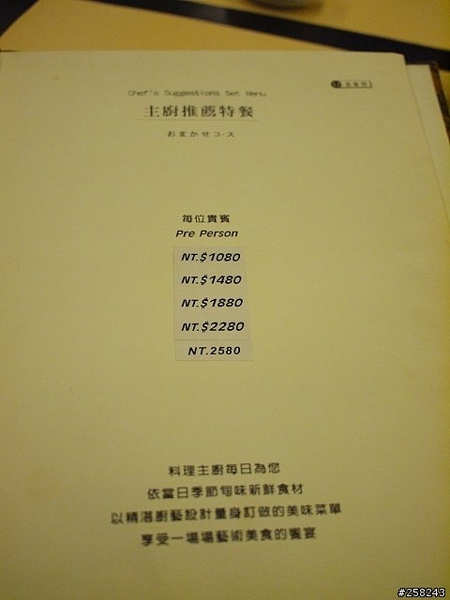 Chef's Suggestions Set Menu
主廚推薦特餐
おまかせコース
每位貴賓
Pre Person
NT.$1080
NT.$1480
NT.$1880
NT.$2280
NT.2580
料理主廚每日為您
依當日季節旬味新鮮食材
以精湛廚藝設計量身訂做的美味菜單
享受一場場藝術美食的饗宴
#258243